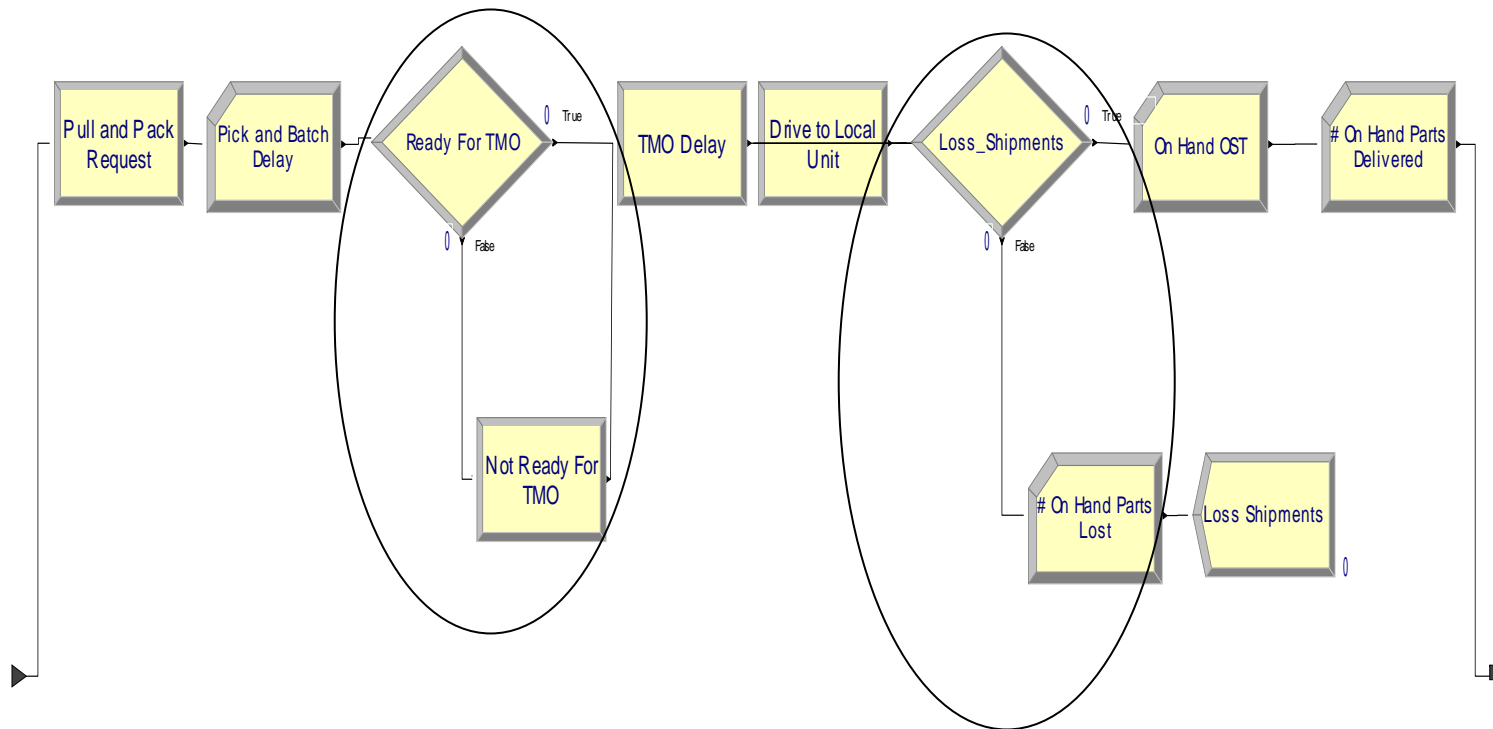 Pull and Pack
Request
Pick and Batch
Delay
Ready For TMO
0
True
0
False
Not Ready For
TMO
TMO Delay
Drive to Local
Unit
Loss_Shipments
0
True
0
False
On Hand OST
# On Hand Parts
Delivered
# On Hand Parts
Lost
Loss Shipments
0